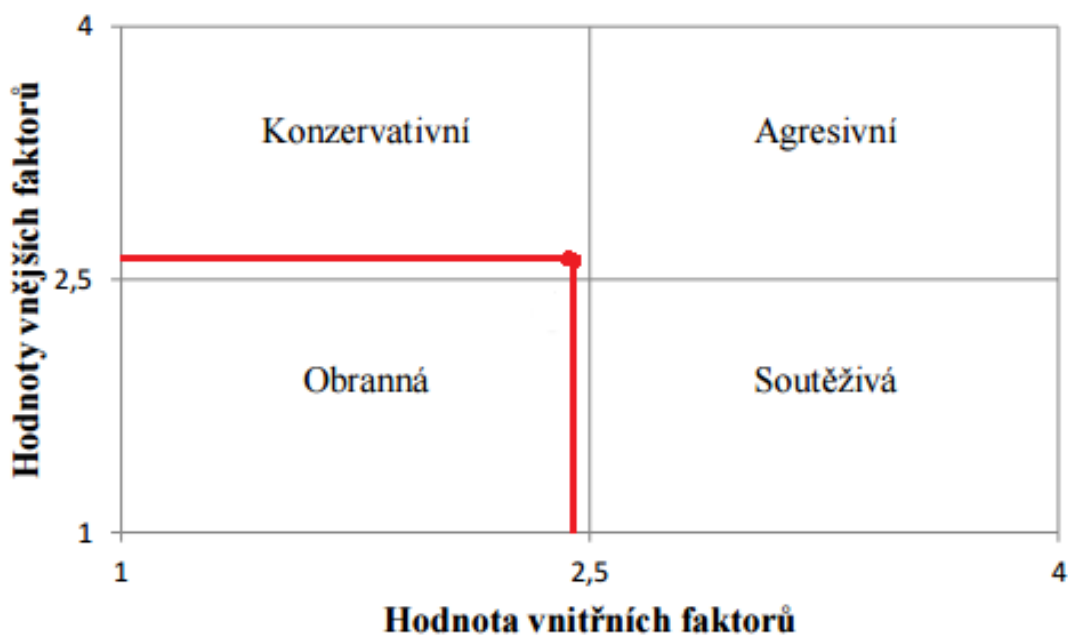 4
Konzervativní
Agresivní
Hodnoty vnějších faktorů
2,5
Obranná
Soutěživá
1
1
2,5
4
Hodnota vnitřních faktorů